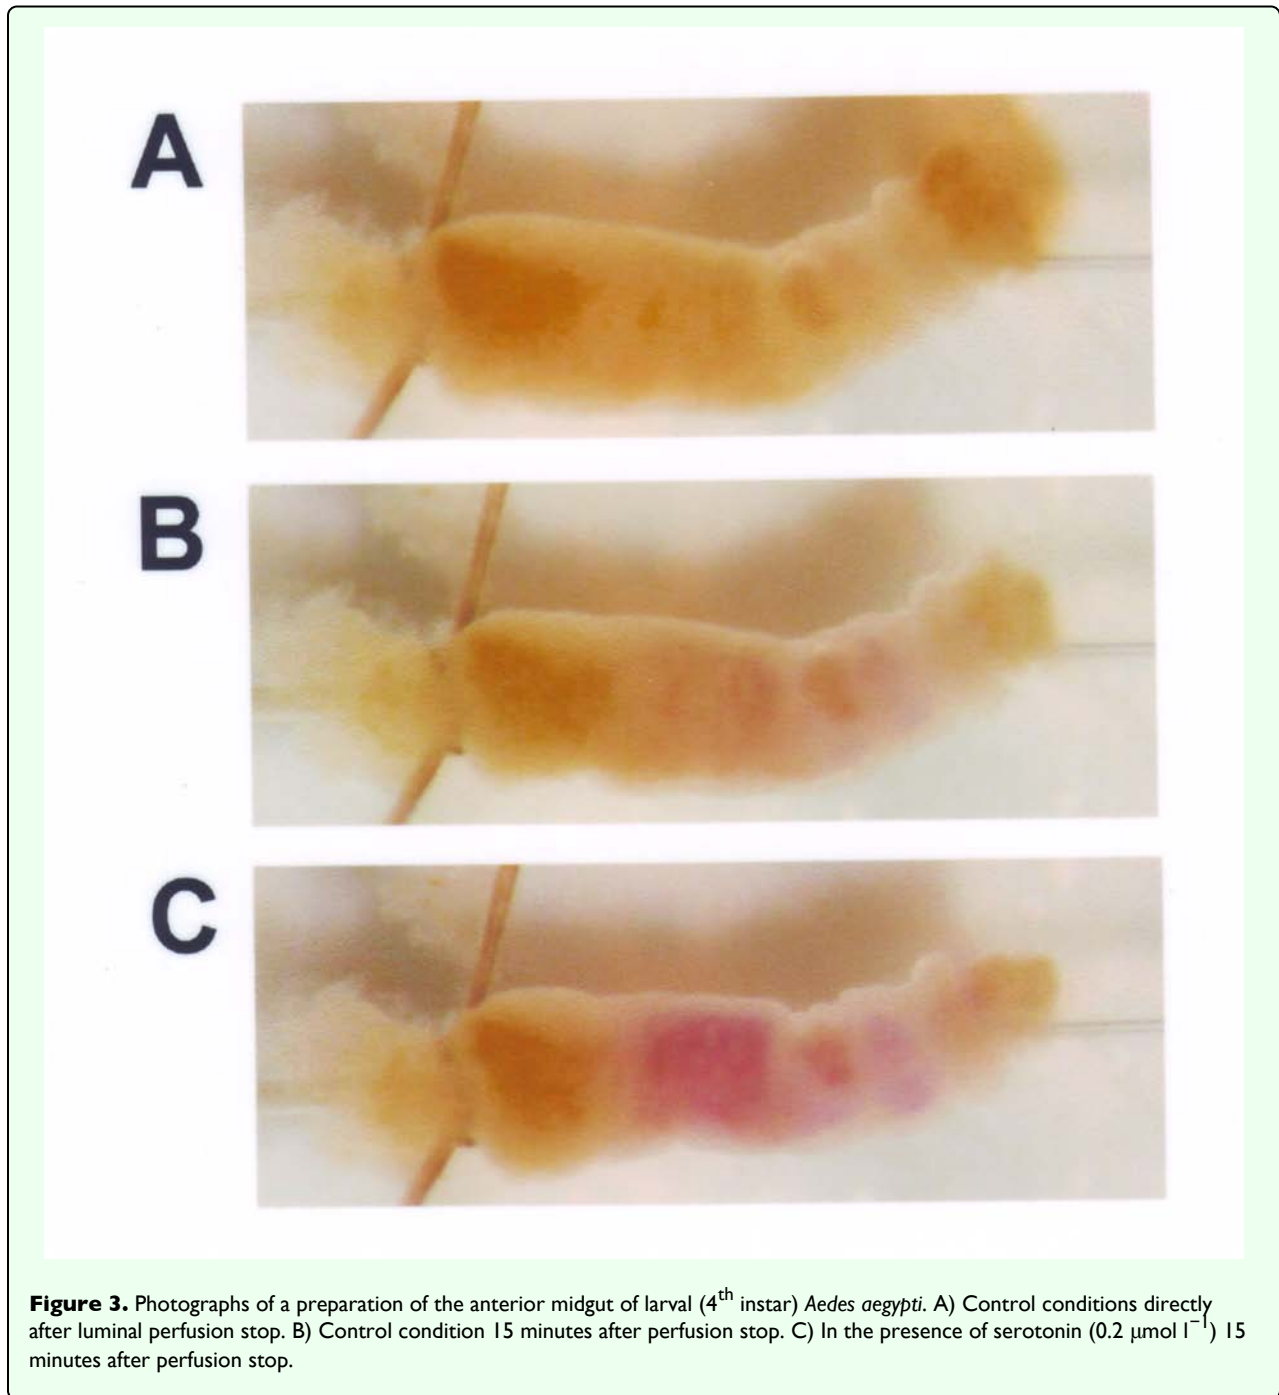 A
B
C
Figure 3. Photographs of a preparation of the anterior midgut of larval (4th instar) Aedes aegypti. A) Control conditions directly
after luminal perfusion stop. B) Control condition 15 minutes after perfusion stop. C) In the presence of serotonin (0.2 μmol l−1) 15
minutes after perfusion stop.